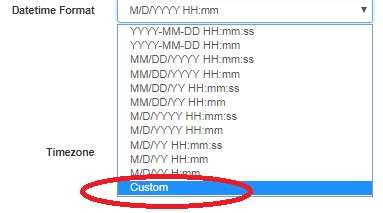 Datetime Format
M/D/YYYY HH:mm
YYYY-MM-DD HH:mm:ss
YYYY-MM-DD HH:mm
MM/DD/YYYY HH:mm:ss
MM/DD/YYYY HH:mm
MM/DD/YY HH:mm:ss
MM/DD/YY HH:mm
M/D/YYYY HH:mm:ss
M/D/YYYY HH:mm
M/D/YY HH:mm:ss
M/D/YY HH:mm
M/D/YY H:mm
Custom
Timezone